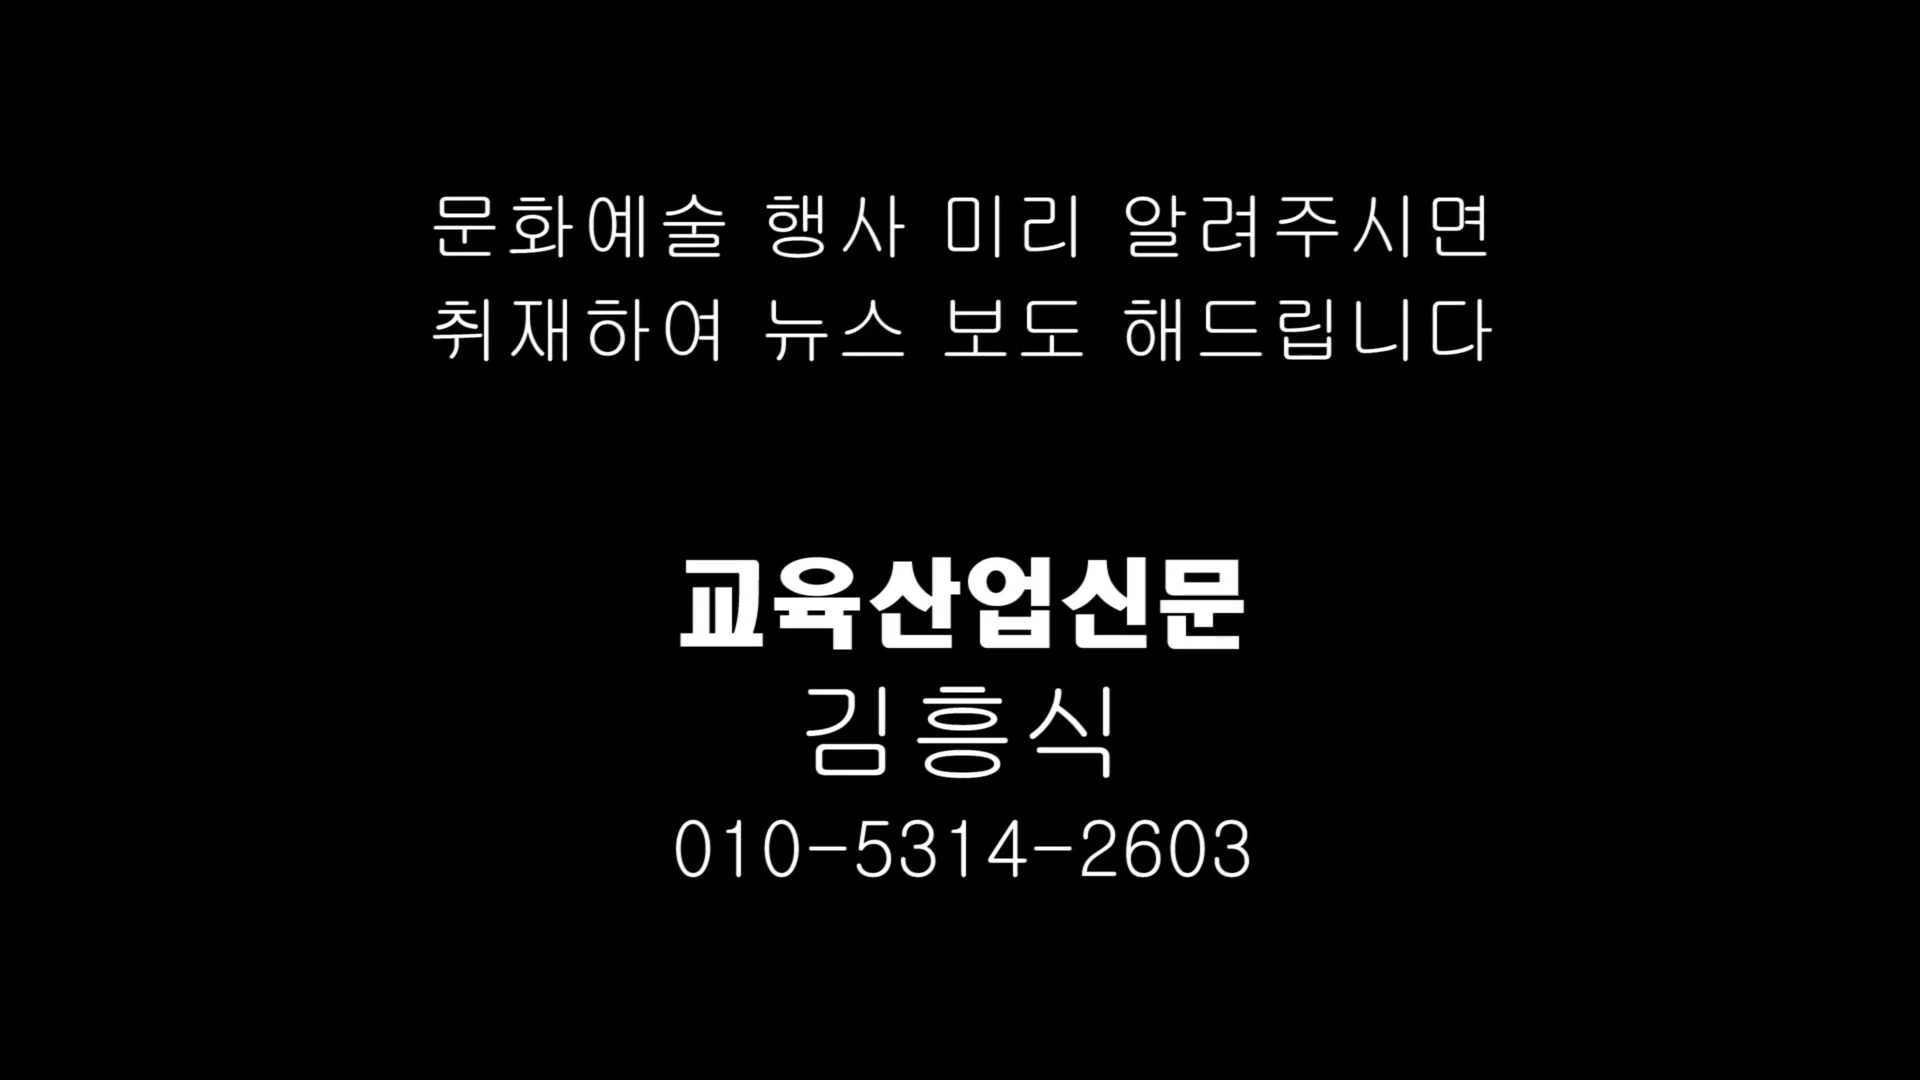 문화예술 행사 미리 알려주시면
취재하여 뉴스 보도 해드립니다
교육산업신문
김흥식
010-5314-2603